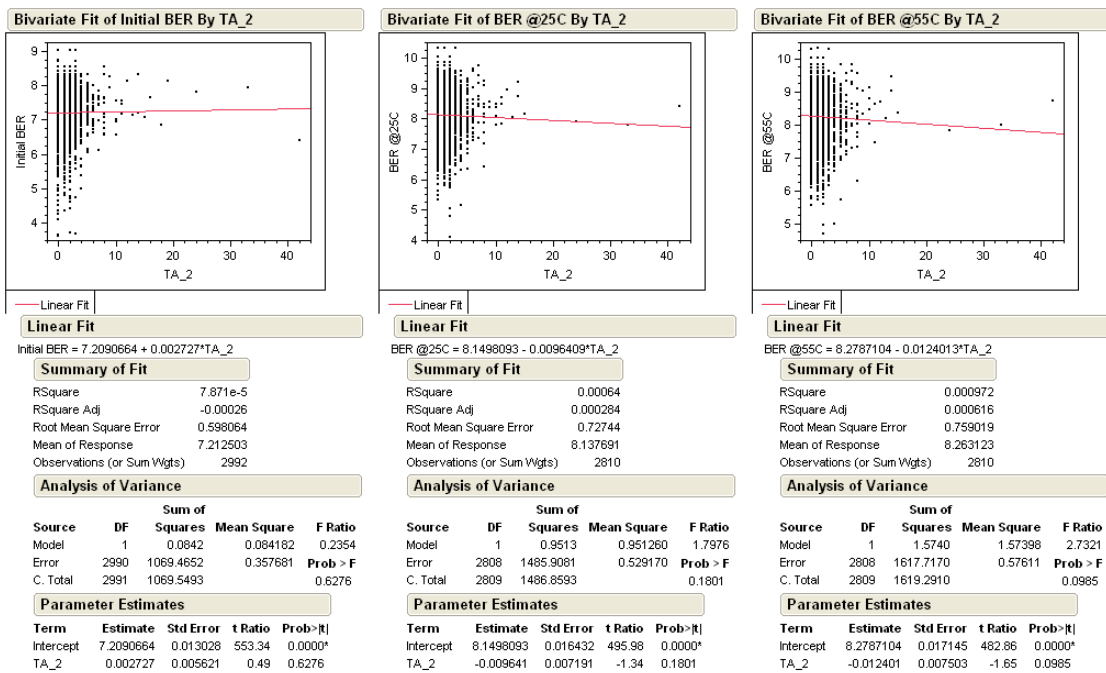 Bivariate Fit of Initial BER By TA_2
9
8
7
6
5
4
Initial BER
0 10 20 30 40
TA_2
Linear Fit
Linear Fit
Initial BER = 7.2090664 + 0.002727*TA_2
Summary of Fit
RSquare 7.871e-5
RSquare Adj -0.00026
Root Mean Square Error 0.598064
Mean of Response 7.212503
Observations (or Sum Wgts) 2992
Analysis of Variance
Sum of
Source DF Squares Mean Square F Ratio
Model 1 0.0842 0.084182 0.2354
Error 2990 1069.4652 0.357681 Prob > F
C. Total 2991 1069.5493 0.6276
Parameter Estimates
Term Estimate Std Error t Ratio Prob>|t|
Intercept 7.2090664 0.013028 553.34 0.0000*
TA_2 0.002727 0.005621 0.49 0.6276
Bivariate Fit of BER @25C By TA_2
10
9
8
7
6
5
4
BER @25C
0 10 20 30 40
TA_2
Linear Fit
Linear Fit
BER @25C = 8.1498093 - 0.0096409*TA_2
Summary of Fit
RSquare 0.00064
RSquare Adj 0.000284
Root Mean Square Error 0.72744
Mean of Response 8.137691
Observations (or Sum Wgts) 2810
Analysis of Variance
Sum of
Source DF Squares Mean Square F Ratio
Model 1 0.9513 0.951260 1.7976
Error 2808 1485.9081 0.529170 Prob > F
C. Total 2809 1486.8593 0.1801
Parameter Estimates
Term Estimate Std Error t Ratio Prob>|t|
Intercept 8.1498093 0.016432 495.98 0.0000*
TA_2 -0.009641 0.007191 -1.34 0.1801
Bivariate Fit of BER @55C By TA_2
10
9
8
7
6
5
BER @55C
0 10 20 30 40
TA_2
Linear Fit
Linear Fit
BER @55C = 8.2787104 - 0.0124013*TA_2
Summary of Fit
RSquare 0.000972
RSquare Adj 0.000616
Root Mean Square Error 0.759019
Mean of Response 8.263123
Observations (or Sum Wgts) 2810
Analysis of Variance
Sum of
Source DF Squares Mean Square F Ratio
Model 1 1.5740 1.57398 2.7321
Error 2808 1617.7170 0.57611 Prob > F
C. Total 2809 1619.2910 0.0985
Parameter Estimates
Term Estimate Std Error t Ratio Prob>|t|
Intercept 8.2787104 0.017145 482.86 0.0000*
TA_2 -0.012401 0.007503 -1.65 0.0985